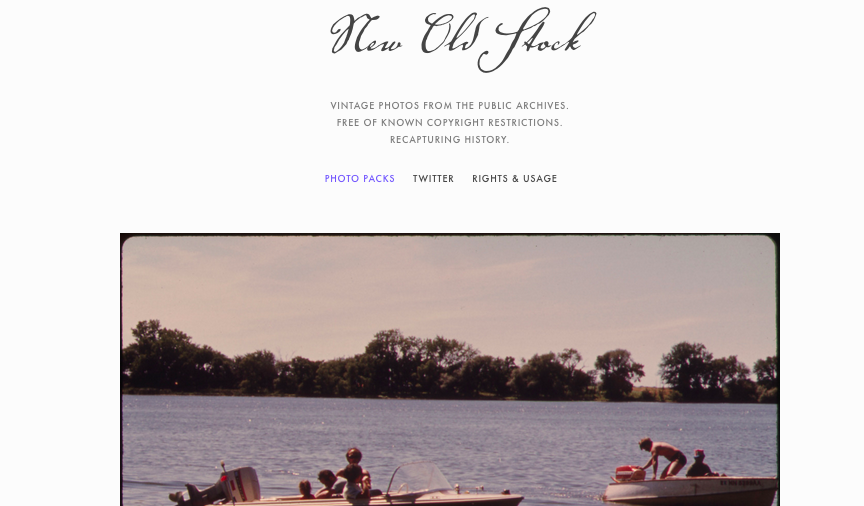 New Old Stock
VINTAGE PHOTOS FROM THE PUBLIC ARCHIVES.
FREE OF KNOWN COPYRIGHT RESTRICTIONS.
RECAPTURING HISTORY.
PHOTO PACKS TWITTER RIGHTS & USAGE